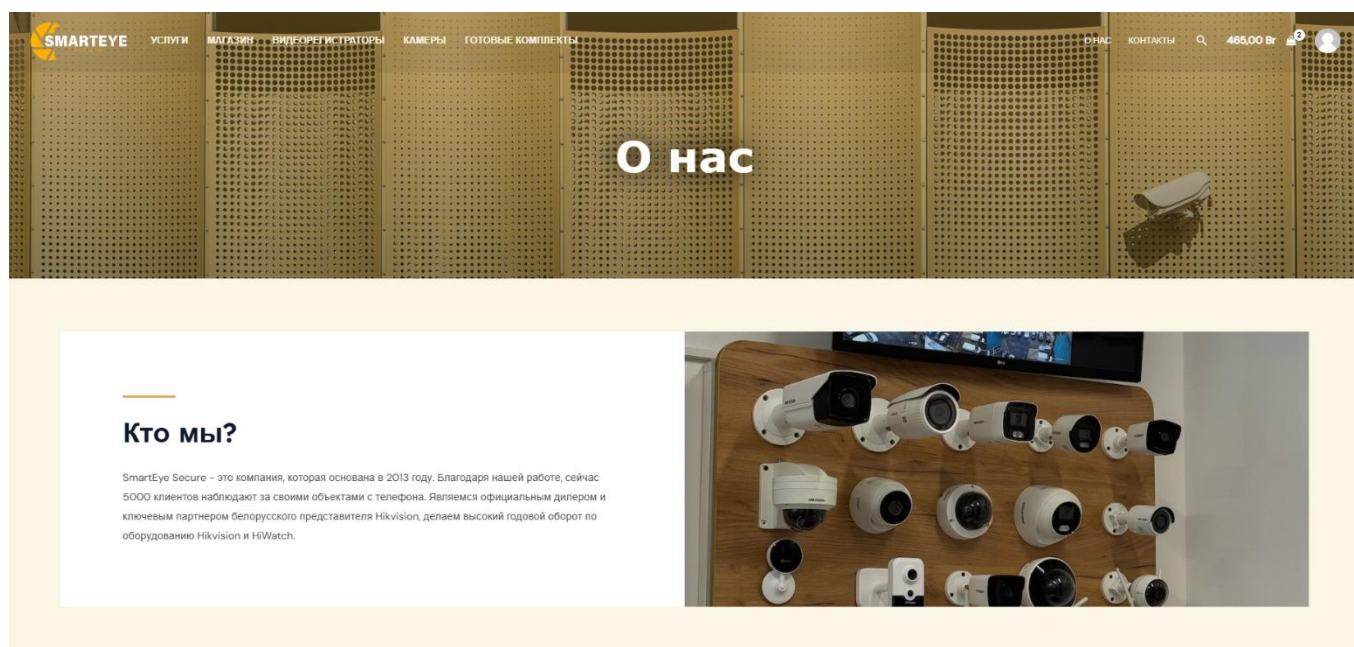 SMARTEYE УСЛУГИ МАГАЗИН ВИДЕОРЕГИСТРАТОРЫ КАМЕРЫ ГОТОВЫЕ КОМПЛЕКТЫ О НАС КОНТАКТЫ 465,00 Br 2
О нас
Кто мы?
SmartEye Secure – это компания, которая основана в 2013 году. Благодаря нашей работе, сейчас
5000 клиентов наблюдают за своими объектами с телефона. Являемся официальным дилером и
ключевым партнером белорусского представителя Hikvision, делаем высокий годовой оборот по
оборудованию Hikvision и HiWatch.